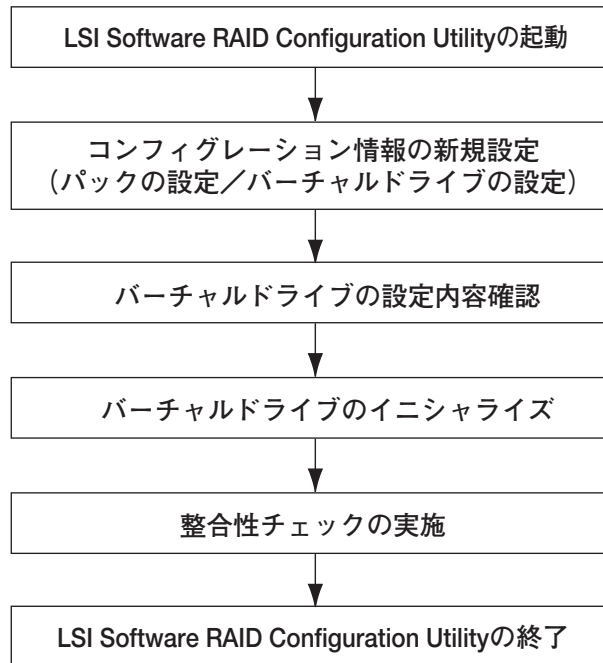 LSI Software RAID Configuration Utilityの起動
コンフィグレーション情報の新規設定
（パックの設定／バーチャルドライブの設定）
バーチャルドライブの設定内容確認
バーチャルドライブのイニシャライズ
整合性チェックの実施
LSI Software RAID Configuration Utilityの終了